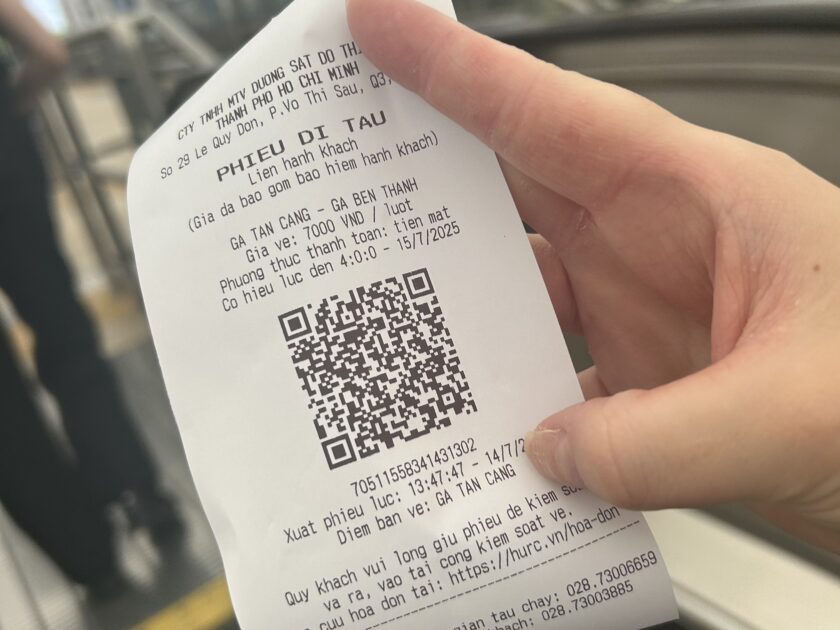 CTY TNHH MTV DUONG SAT DO
THANH PHO HO CHI MINH
So 29 Le Quy Don, P.Vo Thi Sau, Q3,
PHIEU DI TAU
Lien hanh khach
(Gia da bao gom bao hiem hanh khach)
GA TAN CANG - GA BEN THANH
Gia ve: 7000 VND / luot
Phuong thuc thanh toan: tien mat
Co hieu luc den 4:0:0 - 15/7/2025
70511558341431302
Xuat phieu luc: 13:47:47 - 14/7/2
Diem ban ve: GA TAN CANG
Quy khach vui long giu phieu de kiem
va ra, vao tai cong kiem soat ve.
cuu hoa don tai: https://hurc.vn/hoa-don
gian tau chay: 028.73006659
028.73003885